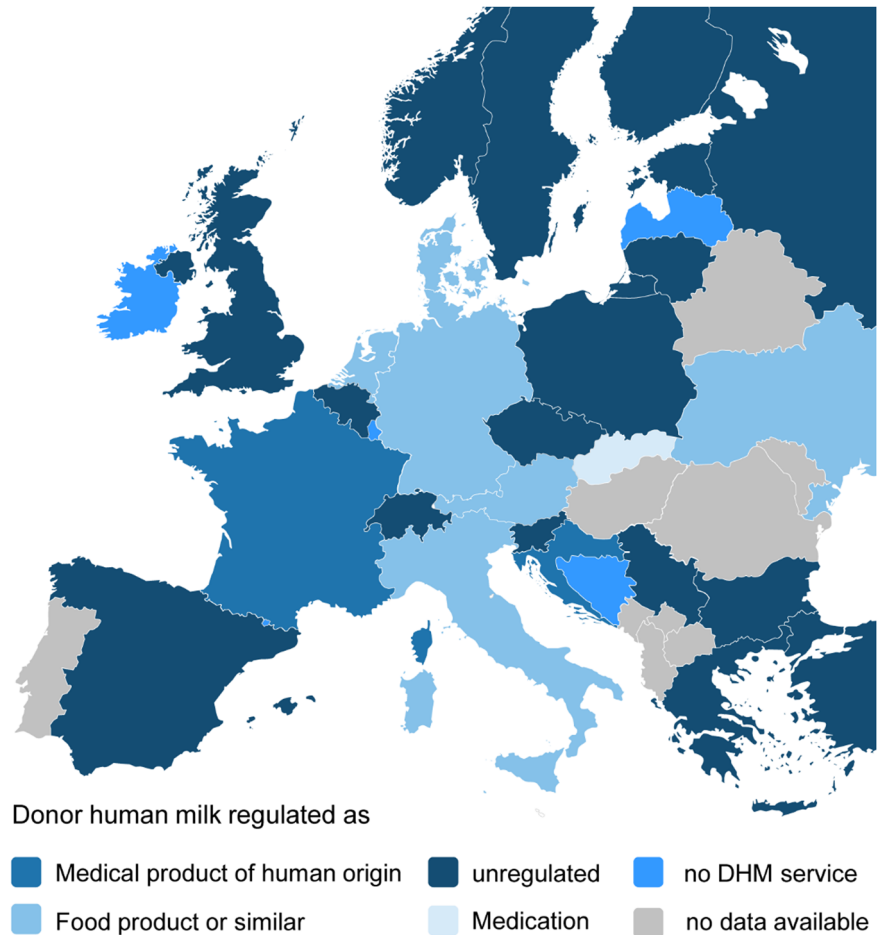 Donor human milk regulated as
Medical product of human origin
unregulated
no DHM service
Food product or similar
Medication
no data available